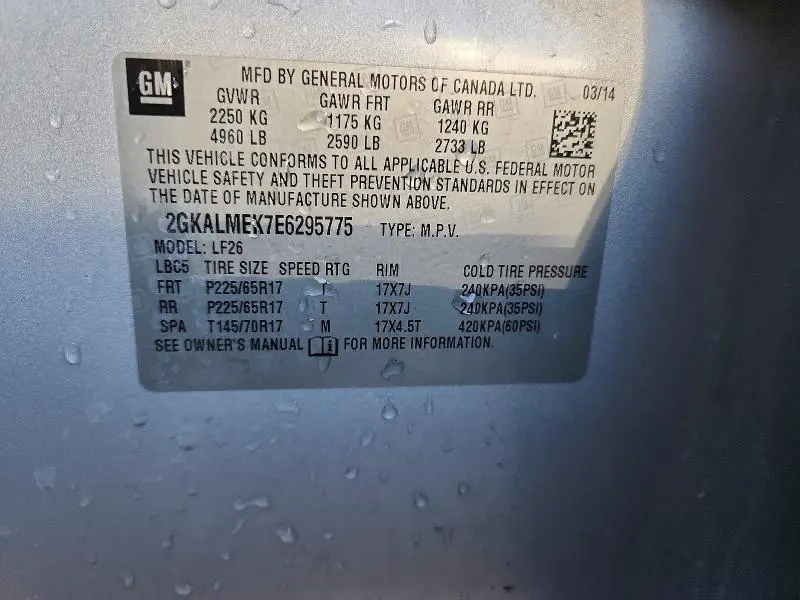 GM
MFD BY GENERAL MOTORS OF CANADA LTD. 03/14
GVWR GAWR FRT GAWR RR
2250 KG 1175 KG 1240 KG
4960 LB 2590 LB 2733 LB
THIS VEHICLE CONFORMS TO ALL APPLICABLE U.S. FEDERAL MOTOR
VEHICLE SAFETY AND THEFT PREVENTION STANDARDS IN EFFECT ON
THE DATE OF MANUFACTURE SHOWN ABOVE.
2GKALMEK7E6295775 TYPE: M.P.V.
MODEL: LF26
LBC5 TIRE SIZE SPEED RTG RIM COLD TIRE PRESSURE
FRT P225/65R17 T 17X7J 240KPA(35PSI)
RR P225/65R17 T 17X7J 240KPA(35PSI)
SPA T145/70R17 M 17X4.5T 420KPA(60PSI)
SEE OWNER'S MANUAL i FOR MORE INFORMATION.